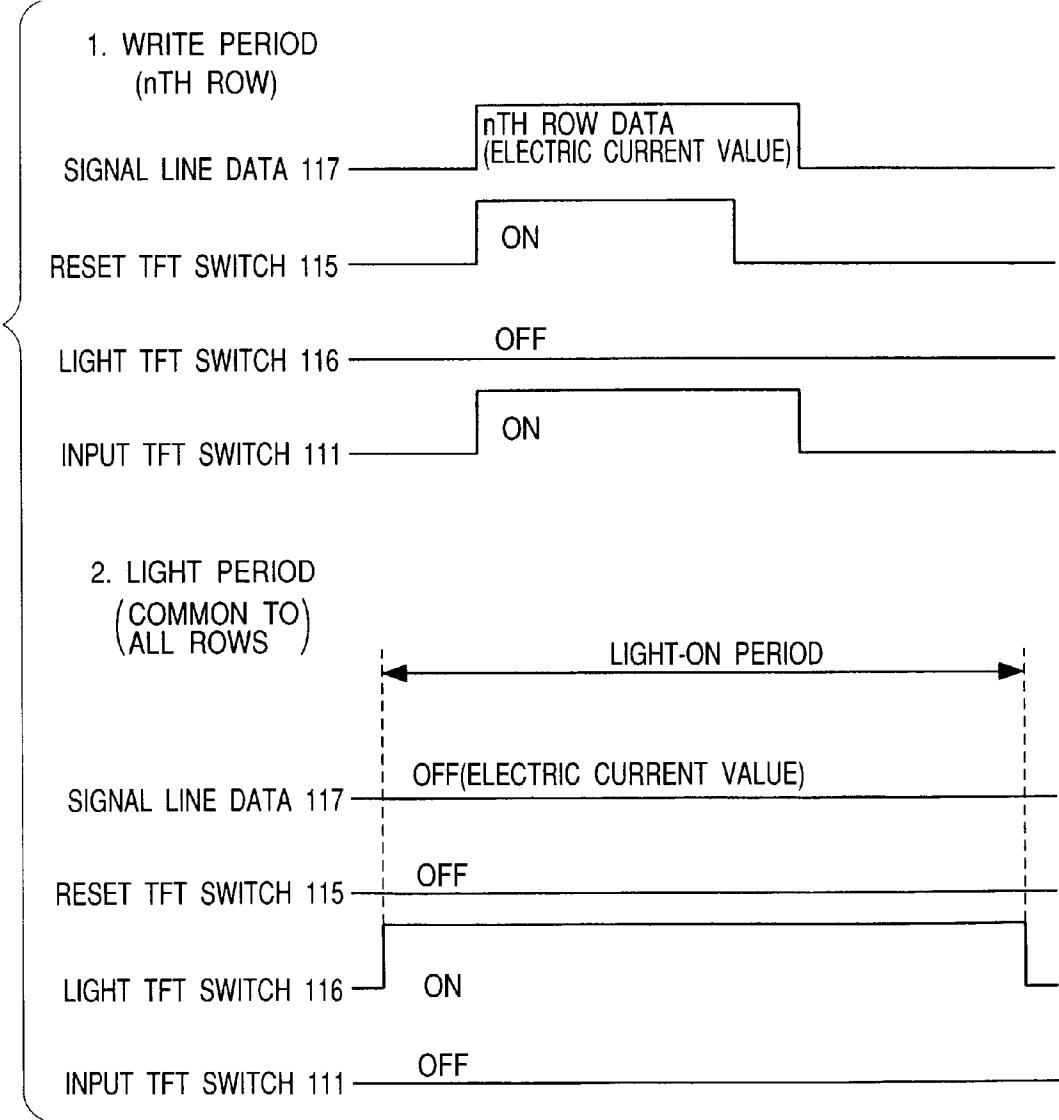 1. WRITE PERIOD
(nTH ROW)
nTH ROW DATA
(ELECTRIC CURRENT VALUE)
SIGNAL LINE DATA 117
ON
RESET TFT SWITCH 115
OFF
LIGHT TFT SWITCH 116
ON
INPUT TFT SWITCH 111
2. LIGHT PERIOD
(COMMON TO
ALL ROWS)
LIGHT-ON PERIOD
OFF(ELECTRIC CURRENT VALUE)
SIGNAL LINE DATA 117
OFF
RESET TFT SWITCH 115
LIGHT TFT SWITCH 116
ON
OFF
INPUT TFT SWITCH 111